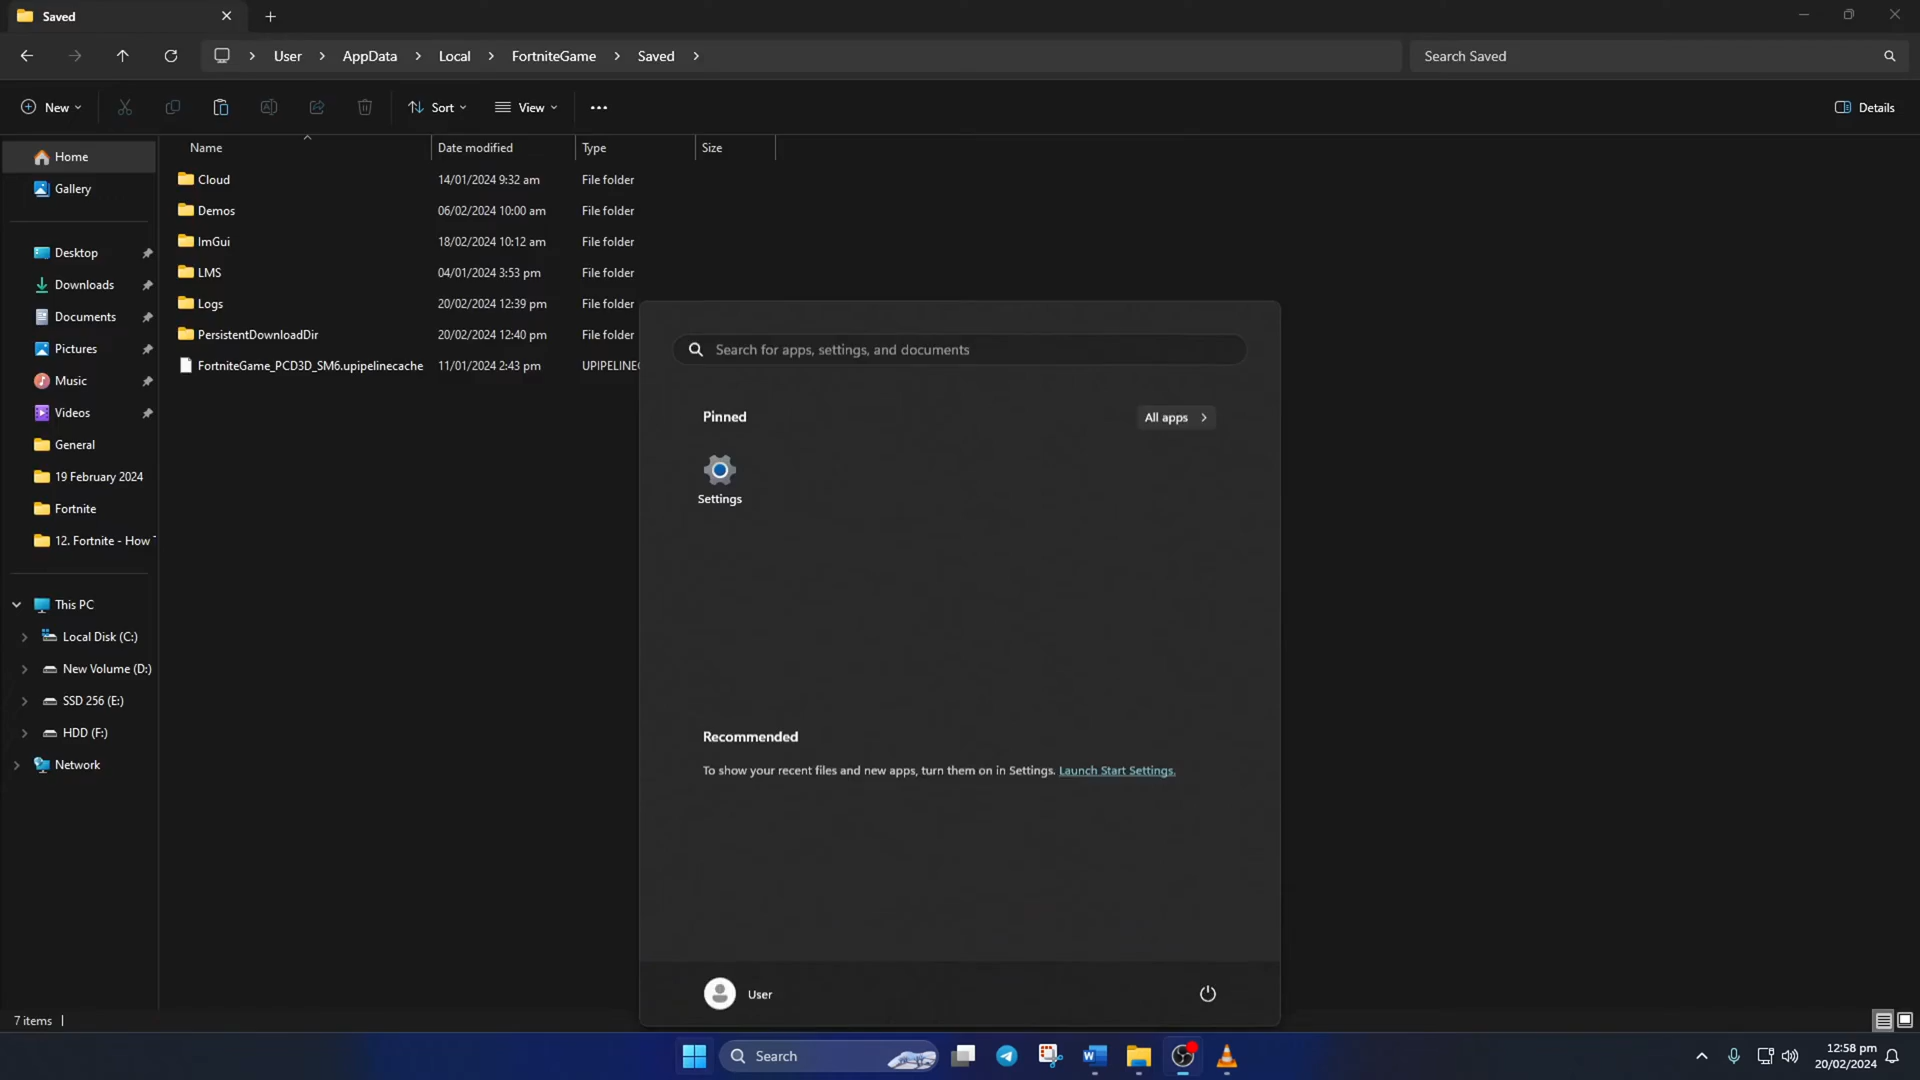 Saved
User > AppData > Local > FortniteGame > Saved >
Search Saved
New
Sort
View
Details
Name
Date modified
Type
Size
Home
Gallery
Desktop
Downloads
Documents
Pictures
Music
Videos
General
19 February 2024
Fortnite
12. Fortnite - How
This PC
Local Disk (C:)
New Volume (D:)
SSD 256 (E:)
HDD (F:)
Network
Cloud 14/01/2024 9:32 am File folder
Demos 06/02/2024 10:00 am File folder
ImGui 18/02/2024 10:12 am File folder
LMS 04/01/2024 3:53 pm File folder
Logs 20/02/2024 12:39 pm File folder
PersistentDownloadDir 20/02/2024 12:40 pm File folder
FortniteGame_PCD3D_SM6.upipelinecache 11/01/2024 2:43 pm UPIPELINE
Search for apps, settings, and documents
Pinned
All apps
Settings
Recommended
To show your recent files and new apps, turn them on in Settings. Launch Start Settings.
User
7 items
Search
12:58 pm
20/02/2024